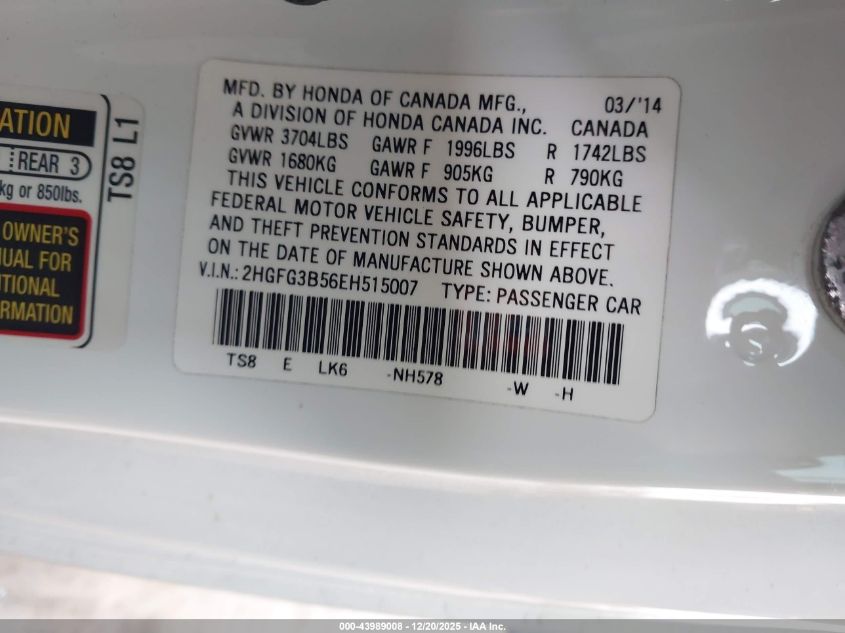 MFD. BY HONDA OF CANADA MFG., 03/'14
A DIVISION OF HONDA CANADA INC. CANADA
GVWR 3704LBS GAWR F 1996LBS R 1742LBS
GVWR 1680KG GAWR F 905KG R 790KG
THIS VEHICLE CONFORMS TO ALL APPLICABLE
FEDERAL MOTOR VEHICLE SAFETY, BUMPER,
AND THEFT PREVENTION STANDARDS IN EFFECT
ON THE DATE OF MANUFACTURE SHOWN ABOVE.
V.I.N.: 2HGFG3B56EH515007 TYPE: PASSENGER CAR
TS8 E LK6 -NH578 -W -H
ATION
REAR 3
kg or 850lbs.
OWNER'S
UAL FOR
ITIONAL
ORMATION
TS8 L1
000-43989008 - 12/20/2025 - IAA Inc.